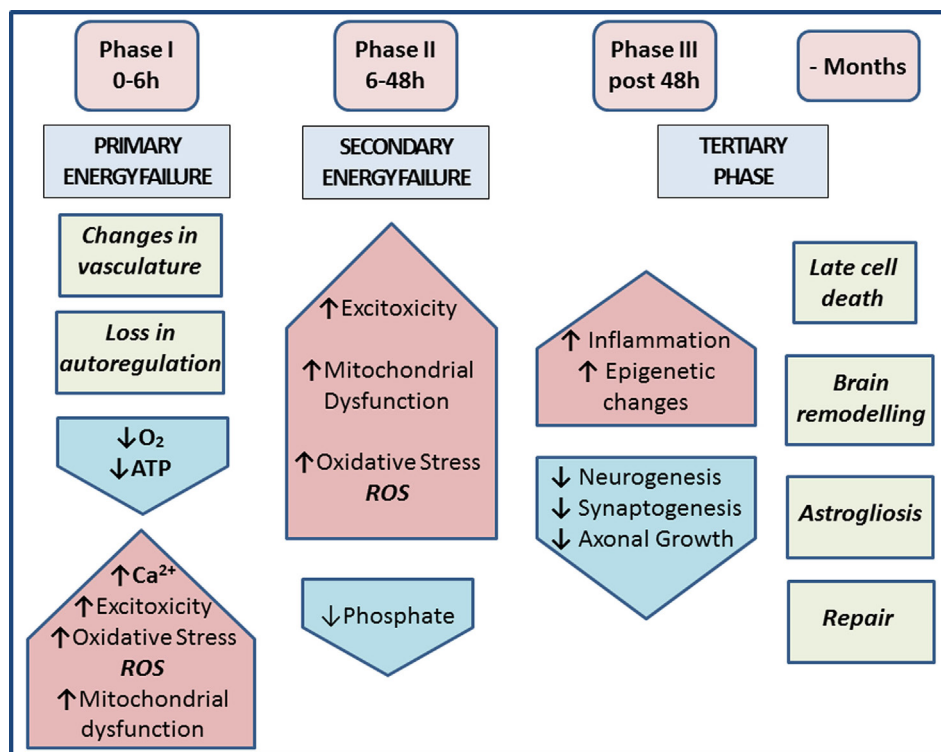 Phase I
0-6h
PRIMARY
ENERGY FAILURE
Changes in
vasculature
Loss in
autoregulation
↓O₂
↓ATP
↑Ca²⁺
↑Excitoxicity
↑Oxidative Stress
ROS
↑Mitochondrial
dysfunction
Phase II
6-48h
SECONDARY
ENERGY FAILURE
↑Excitoxicity
↑Mitochondrial
Dysfunction
↑Oxidative Stress
ROS
↓Phosphate
Phase III
post 48h
- Months
TERTIARY
PHASE
↑ Inflammation
↑ Epigenetic
changes
↓ Neurogenesis
↓ Synaptogenesis
↓ Axonal Growth
Late cell
death
Brain
remodelling
Astrogliosis
Repair